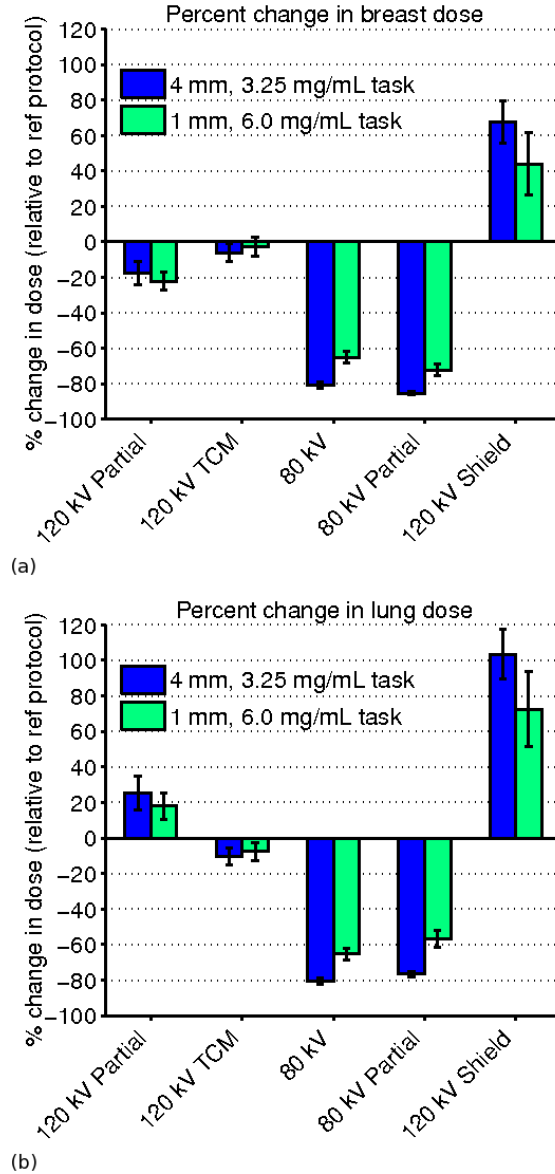 Percent change in breast dose
% change in dose (relative to ref protocol)
120
100
80
60
40
20
0
−20
−40
−60
−80
−100
4 mm, 3.25 mg/mL task
1 mm, 6.0 mg/mL task
120 kV Partial
120 kV TCM
80 kV
80 kV Partial
120 kV Shield
(a)
Percent change in lung dose
% change in dose (relative to ref protocol)
120
100
80
60
40
20
0
−20
−40
−60
−80
−100
4 mm, 3.25 mg/mL task
1 mm, 6.0 mg/mL task
120 kV Partial
120 kV TCM
80 kV
80 kV Partial
120 kV Shield
(b)